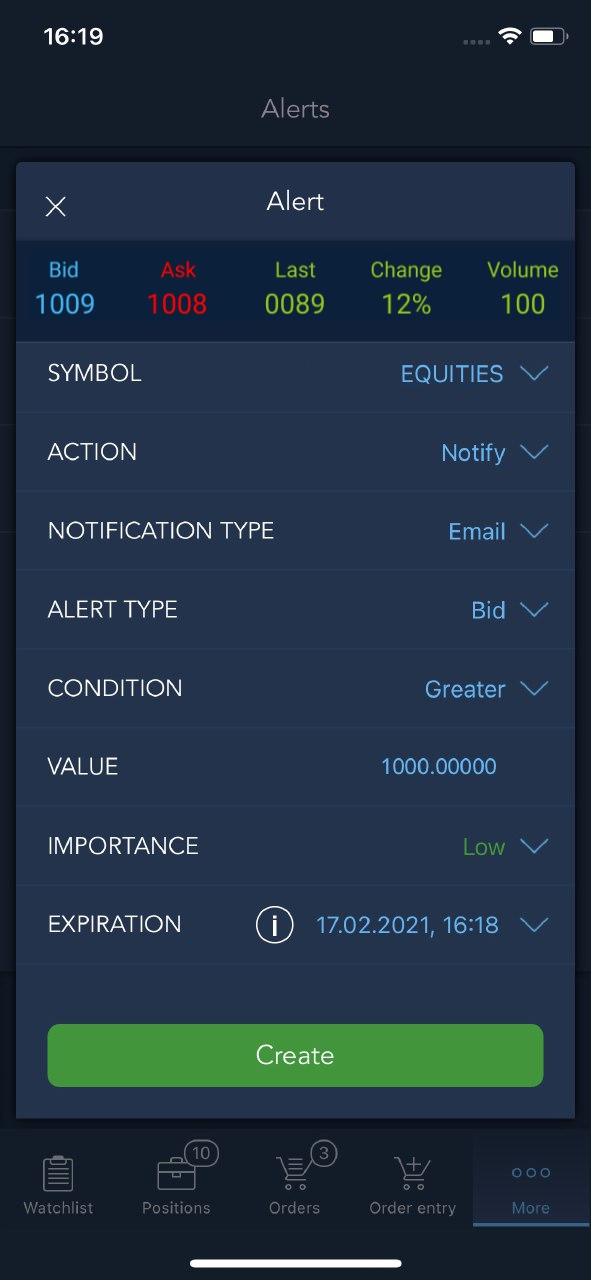 16:19
Alerts
Alert
Bid Ask Last Change Volume
1009 1008 0089 12% 100
SYMBOL EQUITIES
ACTION Notify
NOTIFICATION TYPE Email
ALERT TYPE Bid
CONDITION Greater
VALUE 1000.00000
IMPORTANCE Low
EXPIRATION i 17.02.2021, 16:18
Create
10 3
Watchlist Positions Orders Order entry More